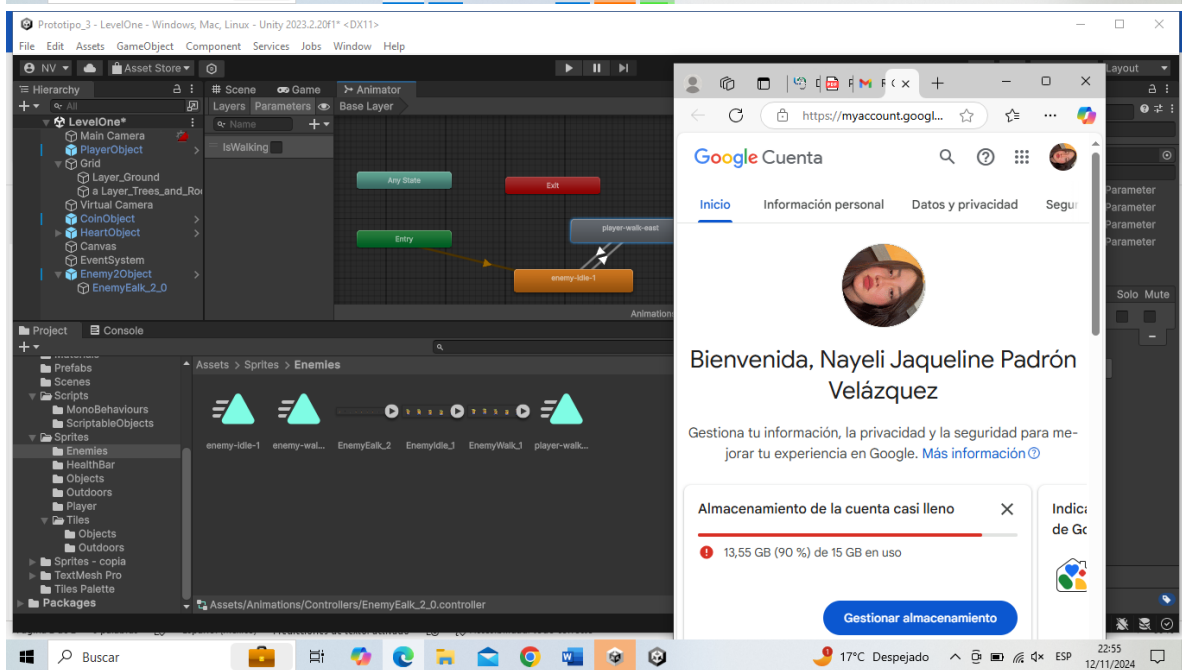 Prototipo_3 - LevelOne - Windows, Mac, Linux - Unity 2023.2.20f1* <DX11>
File Edit Assets GameObject Component Services Jobs Window Help
NV Asset Store Layout
Hierarchy
All
LevelOne*
Main Camera
PlayerObject
Grid
Layer_Ground
a Layer_Trees_and_Ro
Virtual Camera
CoinObject
HeartObject
Canvas
EventSystem
Enemy2Object
EnemyEalk_2_0
Scene Game Animator
Layers Parameters Base Layer
Name
IsWalking
Any State
Exit
player-walk-east
Entry
enemy-idle-1
Animation
Parameter
Parameter
Parameter
Parameter
Solo Mute
Project Console
Prefabs
Scenes
Scripts
MonoBehaviours
ScriptableObjects
Sprites
Enemies
HealthBar
Objects
Outdoors
Player
Tiles
Objects
Outdoors
Sprites - copia
TextMesh Pro
Tiles Palette
Packages
Assets > Sprites > Enemies
enemy-idle-1 enemy-wal... EnemyEalk_2 EnemyIdle_1 EnemyWalk_1 player-walk...
Assets/Animations/Controllers/EnemyEalk_2_0.controller
https://myaccount.googl...
Google Cuenta
Inicio Información personal Datos y privacidad Segur
Bienvenida, Nayeli Jaqueline Padrón
Velázquez
Gestiona tu información, la privacidad y la seguridad para me-
jorar tu experiencia en Google. Más información
Almacenamiento de la cuenta casi lleno
13,55 GB (90 %) de 15 GB en uso
Gestionar almacenamiento
Indica
de Go
Buscar
17°C Despejado
ESP
22:55
12/11/2024